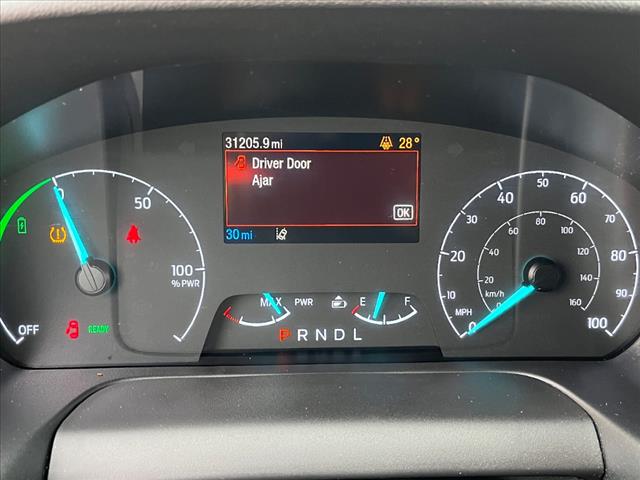 31205.9 mi 28°
Driver Door
Ajar
OK
30 mi
0 50 100
% PWR
OFF
READY
MAX PWR
E F
P R N D L
0 10 20 30 40 50 60 70 80 90 100
MPH
0 20 40 60 80 100 120 140 160
km/h